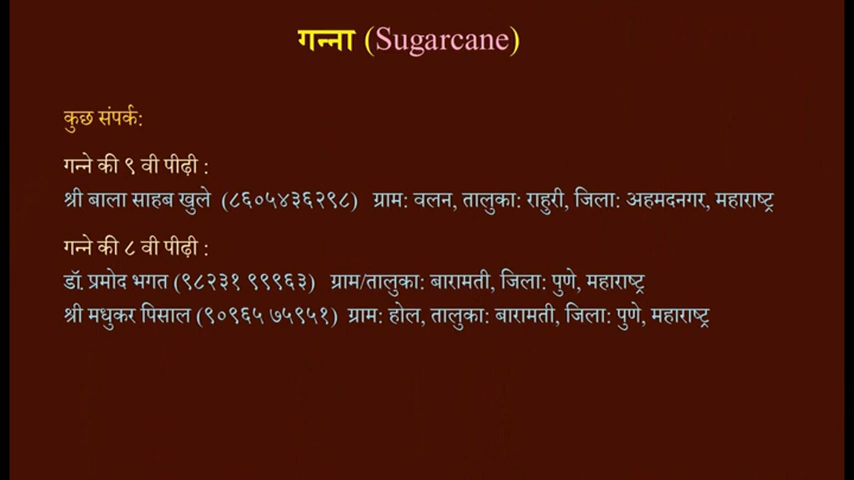 गन्ना (Sugarcane)
कुछ संपर्क:
गन्ने की ९ वी पीढ़ी :
श्री बाला साहब खुले (८६०५४३६२९८) ग्राम: वलन, तालुका: राहुरी, जिला: अहमदनगर, महाराष्ट्र
गन्ने की ८ वी पीढ़ी :
डॉ. प्रमोद भगत (९८२३१ ९९९६३) ग्राम/तालुका: बारामती, जिला: पुणे, महाराष्ट्र
श्री मधुकर पिसाल (९०९६५ ७५९५१) ग्राम: होल, तालुका: बारामती, जिला: पुणे, महाराष्ट्र